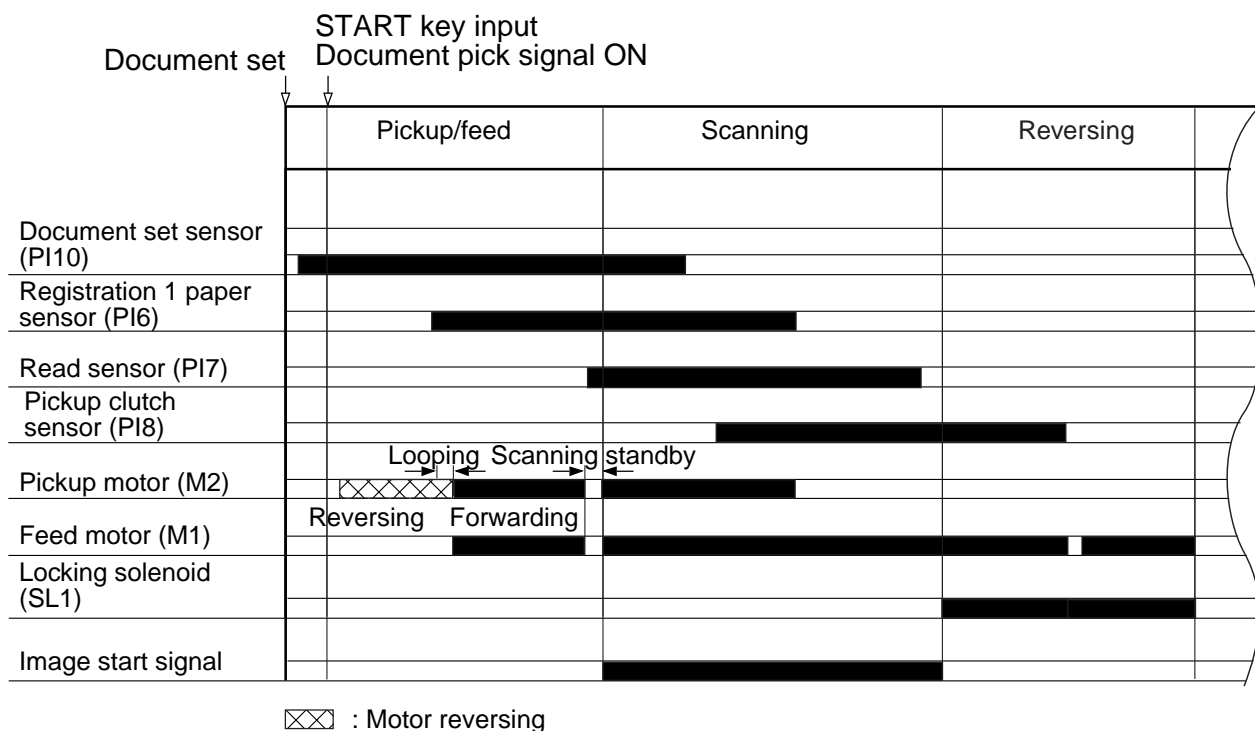 START key input
Document set
Document pick signal ON
Pickup/feed
Scanning
Reversing
Document set sensor
(PI10)
Registration 1 paper
sensor (PI6)
Read sensor (PI7)
Pickup clutch
sensor (PI8)
Looping
Scanning standby
Pickup motor (M2)
Reversing
Forwarding
Feed motor (M1)
Locking solenoid
(SL1)
Image start signal
: Motor reversing